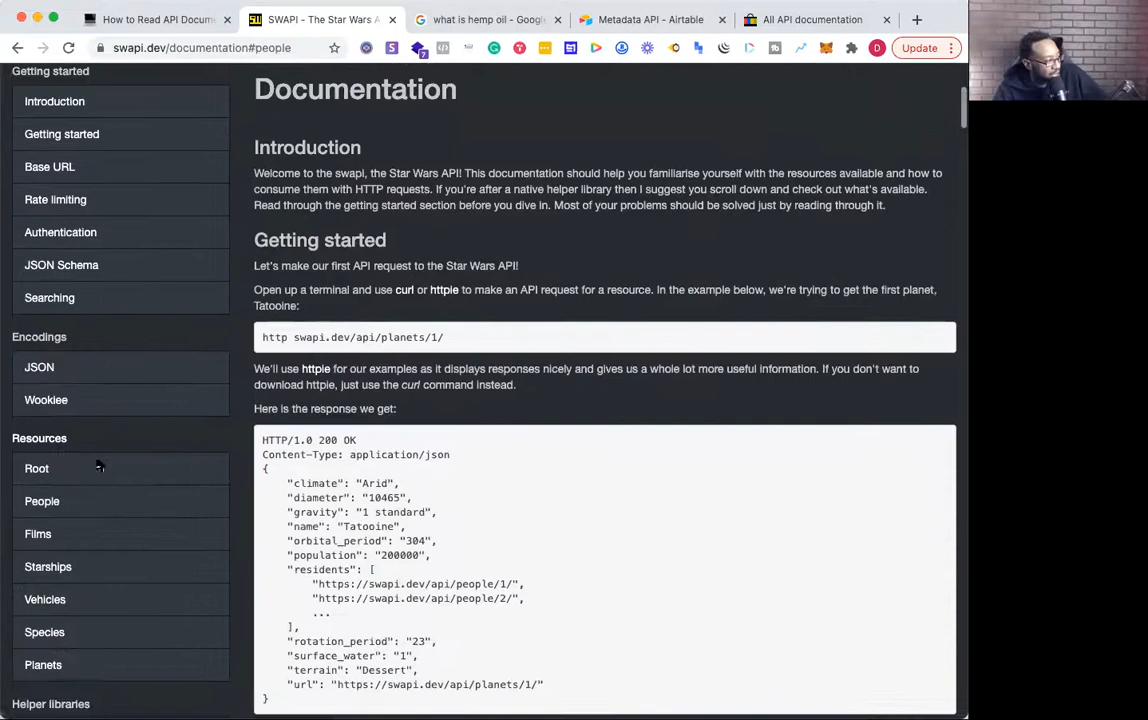 How to Read API Docume
SWAPI - The Star Wars A
what is hemp oil - Google
Metadata API - Airtable
All API documentation
swapi.dev/documentation#people
7
D
Update
Getting started
Introduction
Getting started
Base URL
Rate limiting
Authentication
JSON Schema
Searching
Encodings
JSON
Wookiee
Resources
Root
People
Films
Starships
Vehicles
Species
Planets
Helper libraries
Documentation
Introduction
Welcome to the swapi, the Star Wars API! This documentation should help you familiarise yourself with the resources available and how to
consume them with HTTP requests. If you're after a native helper library then I suggest you scroll down and check out what's available.
Read through the getting started section before you dive in. Most of your problems should be solved just by reading through it.
Getting started
Let's make our first API request to the Star Wars API!
Open up a terminal and use curl or httpie to make an API request for a resource. In the example below, we're trying to get the first planet,
Tatooine:
http swapi.dev/api/planets/1/
We'll use httpie for our examples as it displays responses nicely and gives us a whole lot more useful information. If you don't want to
download httpie, just use the curl command instead.
Here is the response we get:
HTTP/1.0 200 OK
Content-Type: application/json
{
"climate": "Arid",
"diameter": "10465",
"gravity": "1 standard",
"name": "Tatooine",
"orbital_period": "304",
"population": "200000",
"residents": [
"https://swapi.dev/api/people/1/",
"https://swapi.dev/api/people/2/",
...
],
"rotation_period": "23",
"surface_water": "1",
"terrain": "Dessert",
"url": "https://swapi.dev/api/planets/1/"
}